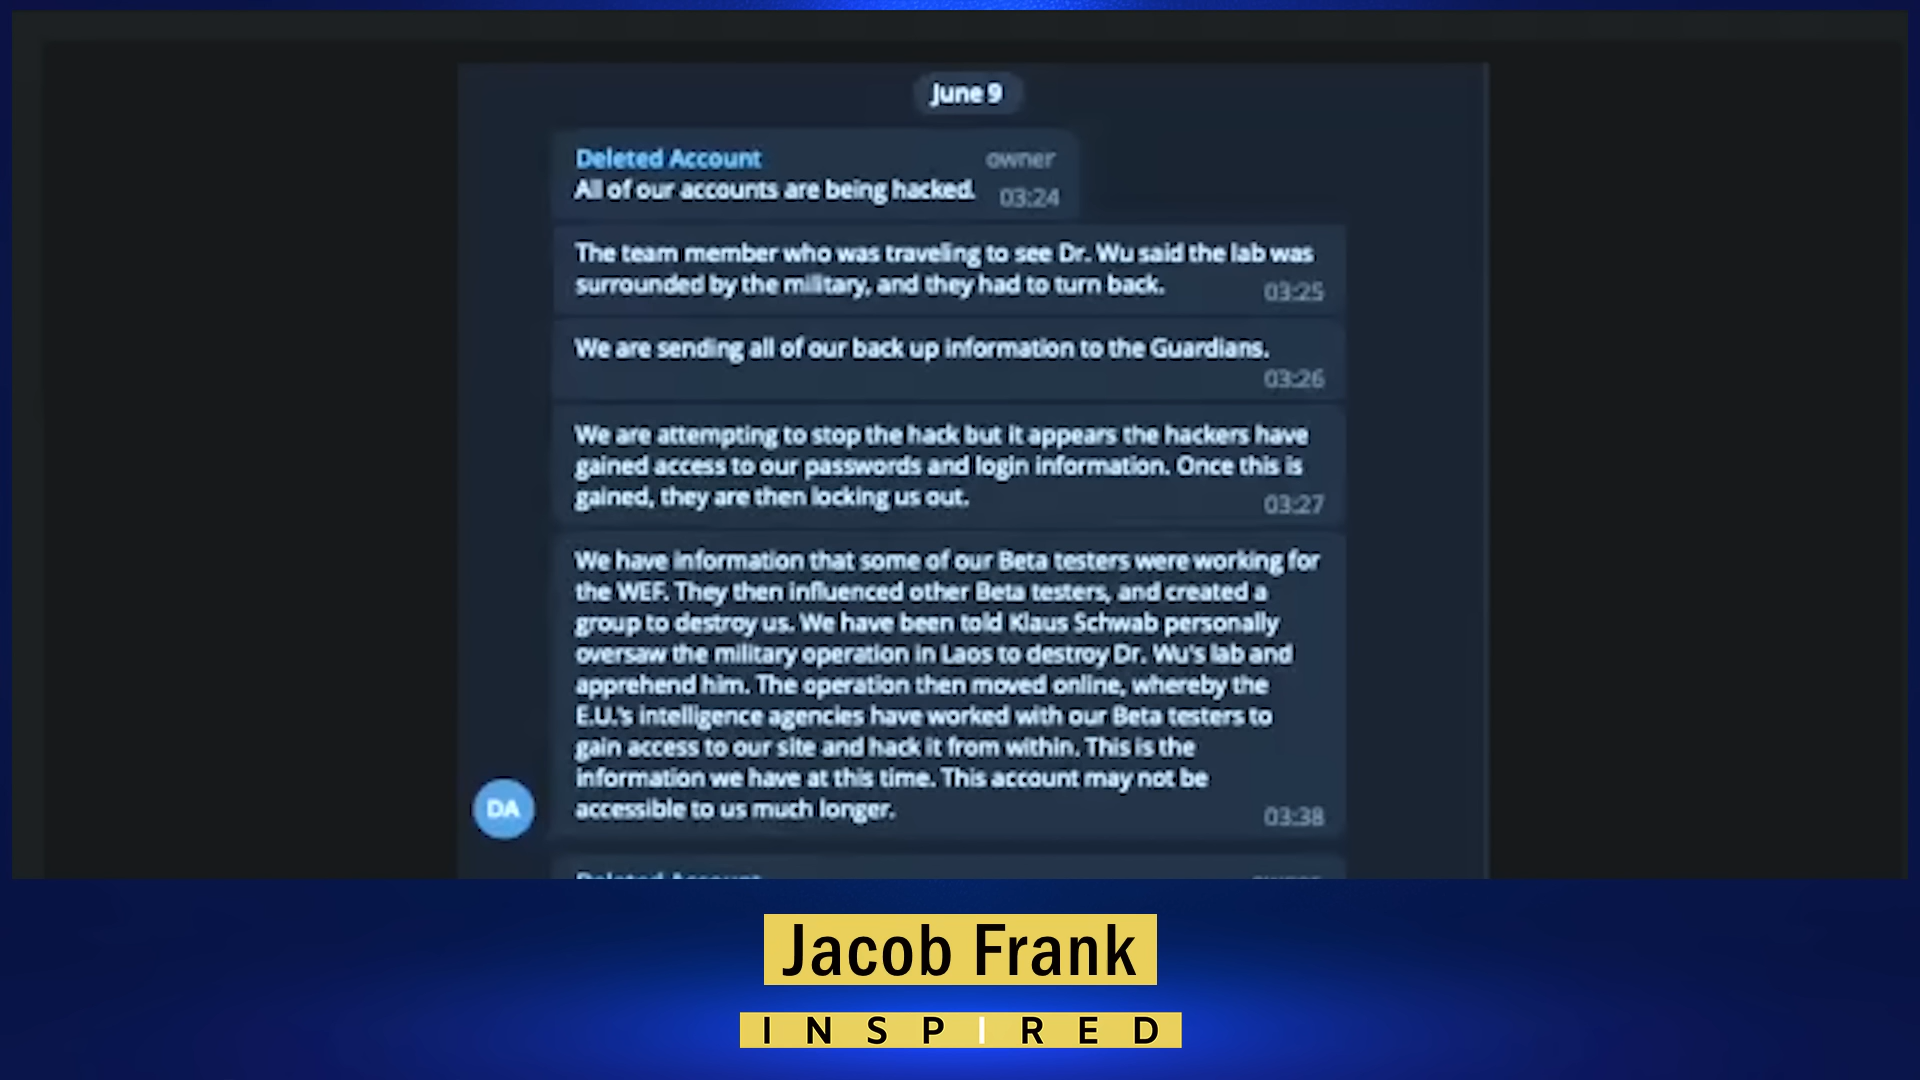 June 9
Deleted Account owner
All of our accounts are being hacked. 03:24
The team member who was traveling to see Dr. Wu said the lab was
surrounded by the military, and they had to turn back. 03:25
We are sending all of our back up information to the Guardians.
03:26
We are attempting to stop the hack but it appears the hackers have
gained access to our passwords and login information. Once this is
gained, they are then locking us out. 03:27
We have information that some of our Beta testers were working for
the WEF. They then influenced other Beta testers, and created a
group to destroy us. We have been told Klaus Schwab personally
oversaw the military operation in Laos to destroy Dr. Wu's lab and
apprehend him. The operation then moved online, whereby the
E.U.'s intelligence agencies have worked with our Beta testers to
gain access to our site and hack it from within. This is the
information we have at this time. This account may not be
accessible to us much longer. 03:38
DA
Deleted Account
Jacob Frank
INSPIRED